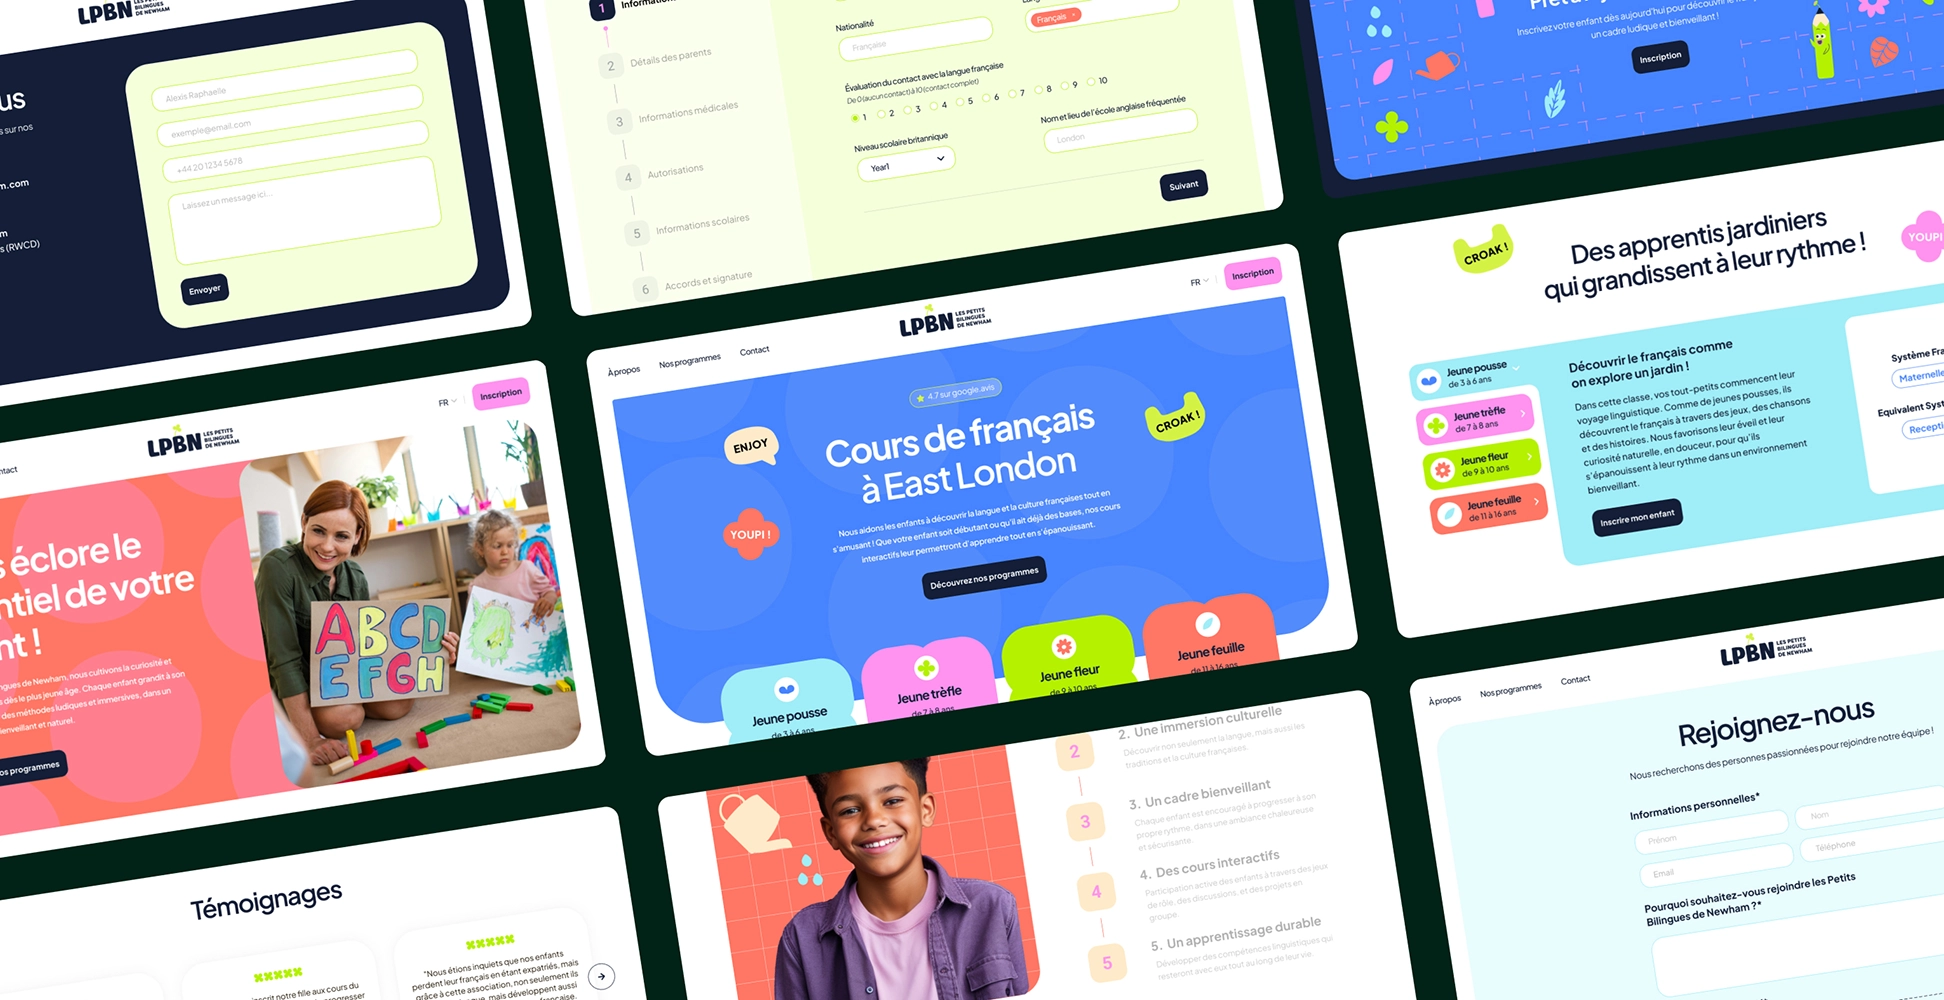 LPBN LES PETITS
BILINGUES
DE NEWHAM
us
s sur nos
m.com
m
s (RWCD)
Alexis Raphaelle
exemple@email.com
+44 20 1234 5678
Laissez un message ici...
Envoyer
1
2 Détails des parents
3 Informations médicales
4 Autorisations
5 Informations scolaires
6 Accords et signature
Nationalité
Française
Français
Évaluation du contact avec la langue française
De 0 (aucun contact) à 10 (contact complet)
1 2 3 4 5 6 7 8 9 10
Niveau scolaire britannique
Year1
Nom et lieu de l'école anglaise fréquentée
London
Suivant
Inscrivez votre enfant dès aujourd'hui pour découvrir le
un cadre ludique et bienveillant !
Inscription
CROAK !
Des apprentis jardiniers
qui grandissent à leur rythme !
YOUPI
Jeune pousse
de 3 à 6 ans
Jeune trèfle
de 7 à 8 ans
Jeune fleur
de 9 à 10 ans
Jeune feuille
de 11 à 16 ans
Découvrir le français comme
on explore un jardin !
Dans cette classe, vos tout-petits commencent leur
voyage linguistique. Comme de jeunes pousses, ils
découvrent le français à travers des jeux, des chansons
et des histoires. Nous favorisons leur éveil et leur
curiosité naturelle, en douceur, pour qu'ils
s'épanouissent à leur rythme dans un environnement
bienveillant.
Inscrire mon enfant
Système Fra
Maternelle
Equivalent Syst
Recepti
ntact
LPBN LES PETITS
BILINGUES
DE NEWHAM
FR
Inscription
s éclore le
ntiel de votre
nt !
ngues de Newham, nous cultivons la curiosité et
dès le plus jeune âge. Chaque enfant grandit à son
des méthodes ludiques et immersives, dans un
ienveillant et naturel.
os programmes
ABCD
EFGH
À propos
Nos programmes
Contact
LPBN LES PETITS
BILINGUES
DE NEWHAM
FR
Inscription
4.7 sur google.avis
ENJOY
CROAK !
YOUPI !
Cours de français
à East London
Nous aidons les enfants à découvrir la langue et la culture françaises tout en
s'amusant ! Que votre enfant soit débutant ou qu'il ait déjà des bases, nos cours
interactifs leur permettront d'apprendre tout en s'épanouissant.
Découvrez nos programmes
Jeune pousse
de 3 à 6 ans
Jeune trèfle
de 7 à 8 ans
Jeune fleur
de 9 à 10 ans
Jeune feuille
de 11 à 16 ans
Témoignages
"Nous étions inquiets que nos enfants
perdent leur français en étant expatriés, mais
grâce à cette association, non seulement ils
mais développent aussi
française.
nscrit notre fille aux cours du
2
2. Une immersion culturelle
Découvrir non seulement la langue, mais aussi les
traditions et la culture françaises.
3
3. Un cadre bienveillant
Chaque enfant est encouragé à progresser à son
propre rythme, dans une ambiance chaleureuse
et sécurisante.
4
4. Des cours interactifs
Participation active des enfants à travers des jeux
de rôle, des discussions, et des projets en
groupe.
5
5. Un apprentissage durable
Développer des compétences linguistiques qui
resteront avec eux tout au long de leur vie.
À propos
Nos programmes
Contact
LPBN LES PETITS
BILINGUES
DE NEWHAM
Rejoignez-nous
Nous recherchons des personnes passionnées pour rejoindre notre équipe !
Informations personnelles*
Prénom
Nom
Email
Téléphone
Pourquoi souhaitez-vous rejoindre les Petits
Bilingues de Newham ?*